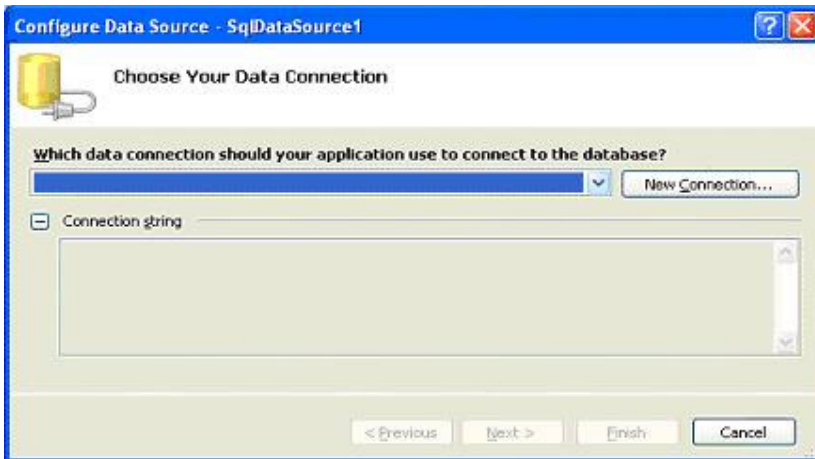 Configure Data Source - SqlDataSource1
Choose Your Data Connection
Which data connection should your application use to connect to the database?
New Connection...
Connection string
< Previous
Next >
Finish
Cancel